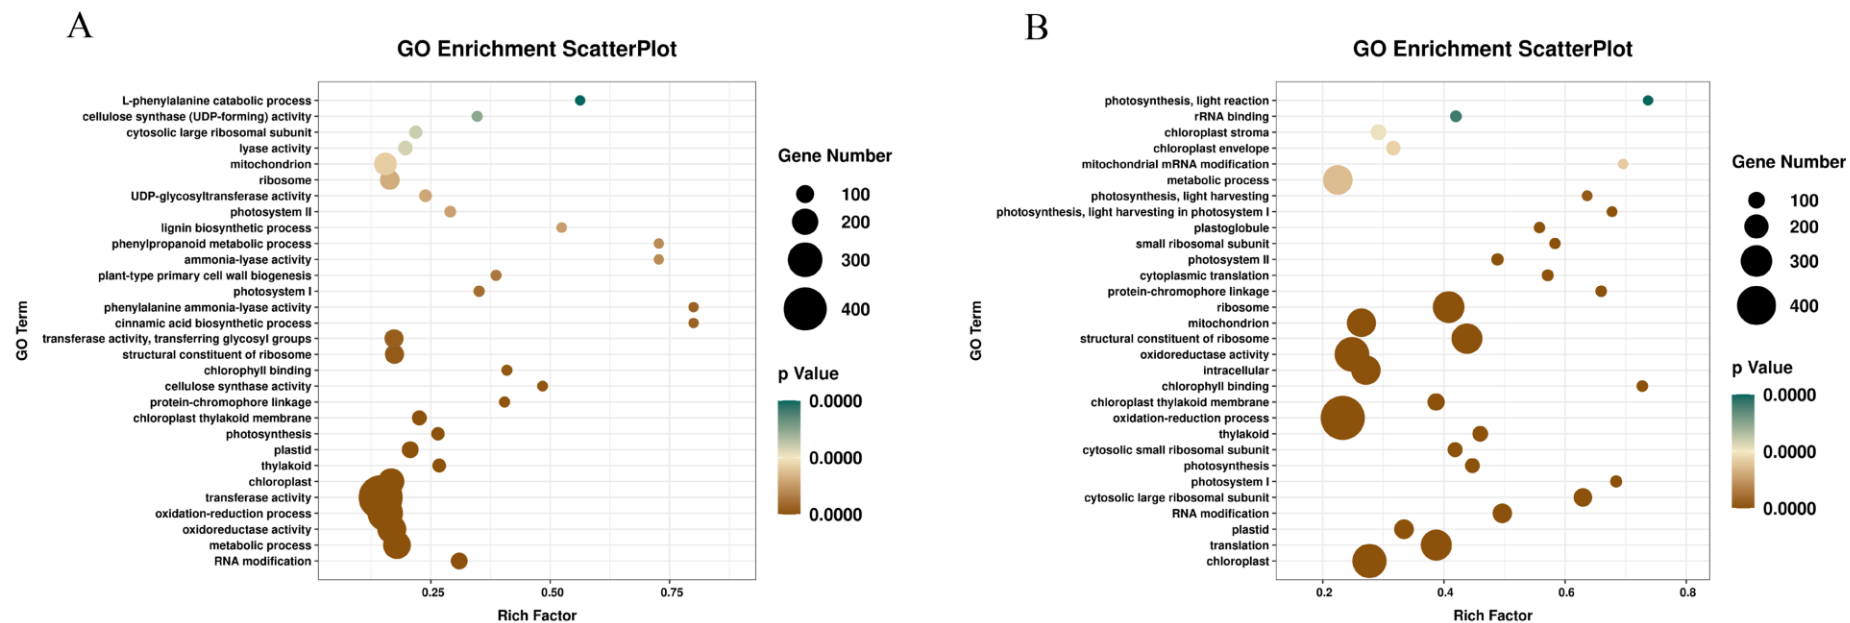 A
GO Enrichment ScatterPlot
L-phenylalanine catabolic process
cellulose synthase (UDP-forming) activity
cytosolic large ribosomal subunit
lyase activity
mitochondrion
ribosome
UDP-glycosyltransferase activity
photosystem II
lignin biosynthetic process
phenylpropanoid metabolic process
ammonia-lyase activity
plant-type primary cell wall biogenesis
photosystem I
phenylalanine ammonia-lyase activity
cinnamic acid biosynthetic process
transferase activity, transferring glycosyl groups
structural constituent of ribosome
chlorophyll binding
cellulose synthase activity
protein-chromophore linkage
chloroplast thylakoid membrane
photosynthesis
plastid
thylakoid
chloroplast
transferase activity
oxidation-reduction process
oxidoreductase activity
metabolic process
RNA modification
GO Term
0.25
0.50
0.75
Rich Factor
Gene Number
100
200
300
400
p Value
0.0000
0.0000
0.0000
B
GO Enrichment ScatterPlot
photosynthesis, light reaction
rRNA binding
chloroplast stroma
chloroplast envelope
mitochondrial mRNA modification
metabolic process
photosynthesis, light harvesting
photosynthesis, light harvesting in photosystem I
plastoglobule
small ribosomal subunit
photosystem II
cytoplasmic translation
protein-chromophore linkage
ribosome
mitochondrion
structural constituent of ribosome
oxidoreductase activity
intracellular
chlorophyll binding
chloroplast thylakoid membrane
oxidation-reduction process
thylakoid
cytosolic small ribosomal subunit
photosynthesis
photosystem I
cytosolic large ribosomal subunit
RNA modification
plastid
translation
chloroplast
GO Term
0.2
0.4
0.6
0.8
Rich Factor
Gene Number
100
200
300
400
p Value
0.0000
0.0000
0.0000